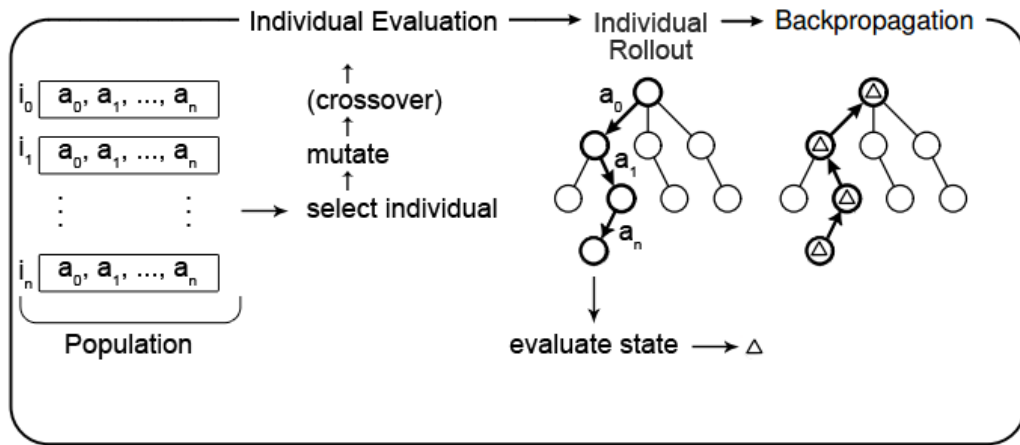 Individual Evaluation
Individual
Rollout
Backpropagation
i0 a0, a1, ..., an
i1 a0, a1, ..., an
in a0, a1, ..., an
Population
(crossover)
mutate
select individual
a0
a1
an
evaluate state